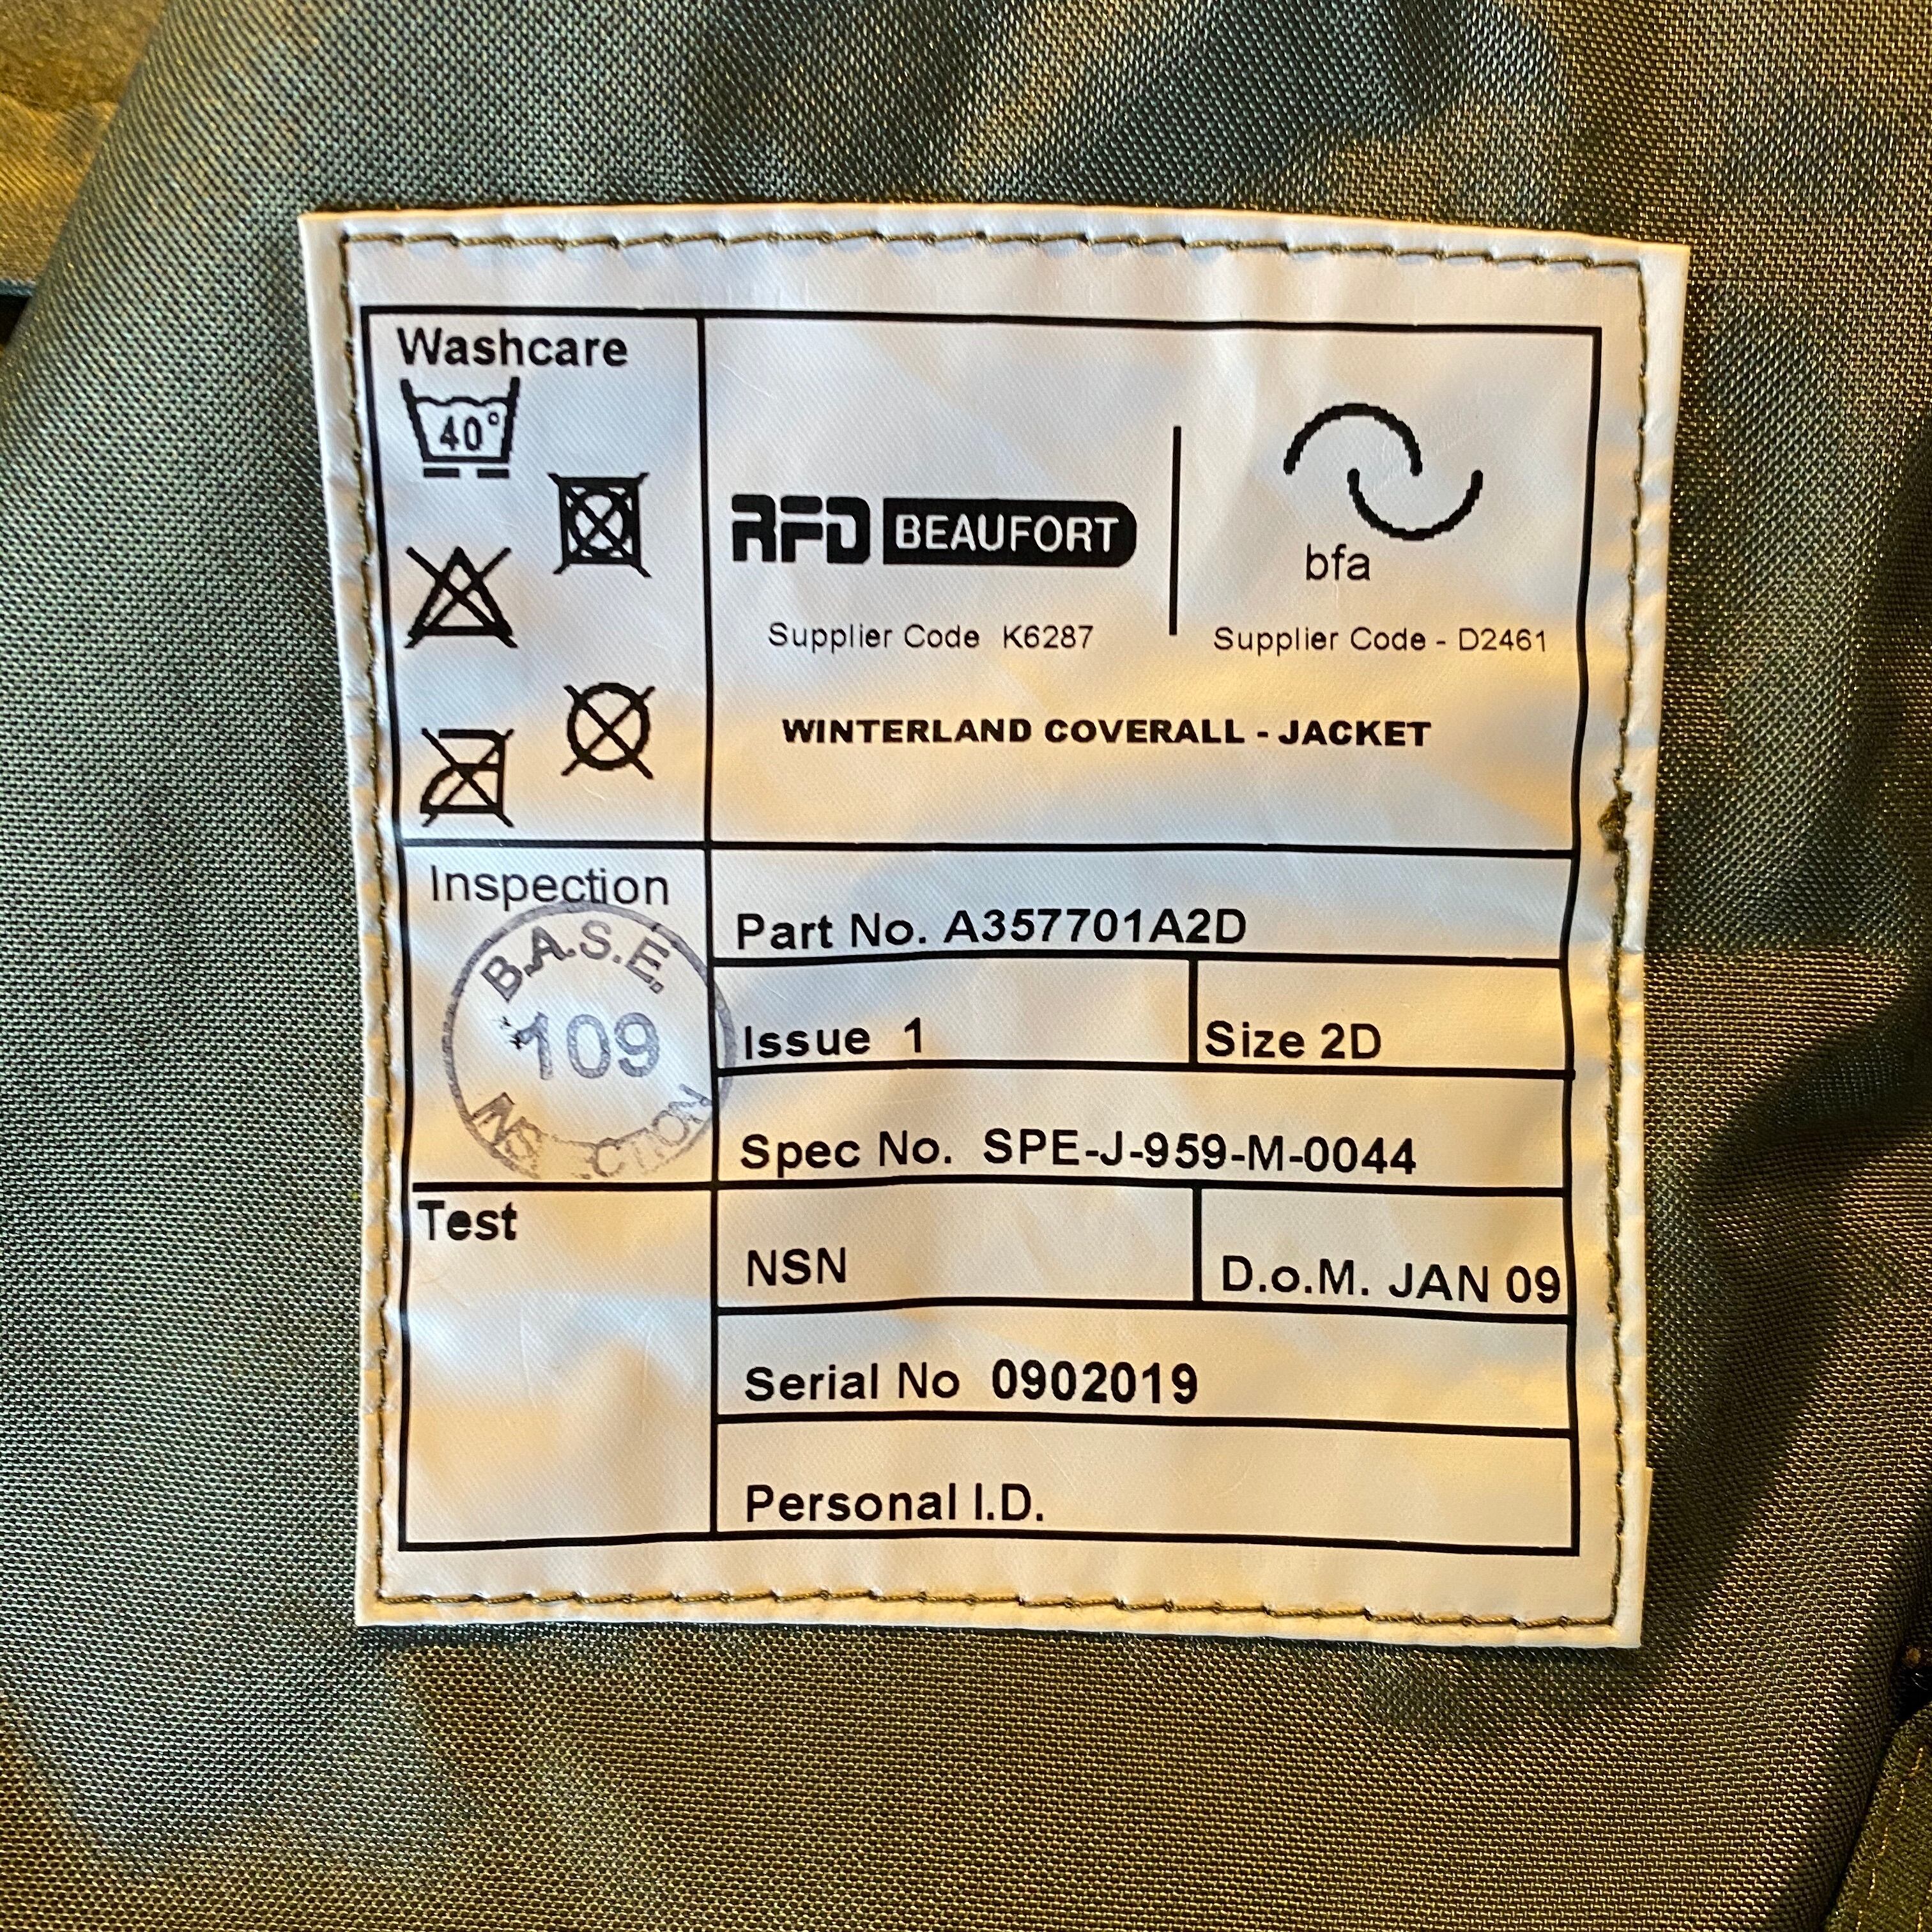 Washcare
40°
RFD BEAUFORT
Supplier Code K6287
bfa
Supplier Code - D2461
WINTERLAND COVERALL - JACKET
Inspection
B.A.S.E.
109
Part No. A357701A2D
Issue 1
Size 2D
Spec No. SPE-J-959-M-0044
Test
NSN
D.o.M. JAN 09
Serial No 0902019
Personal I.D.